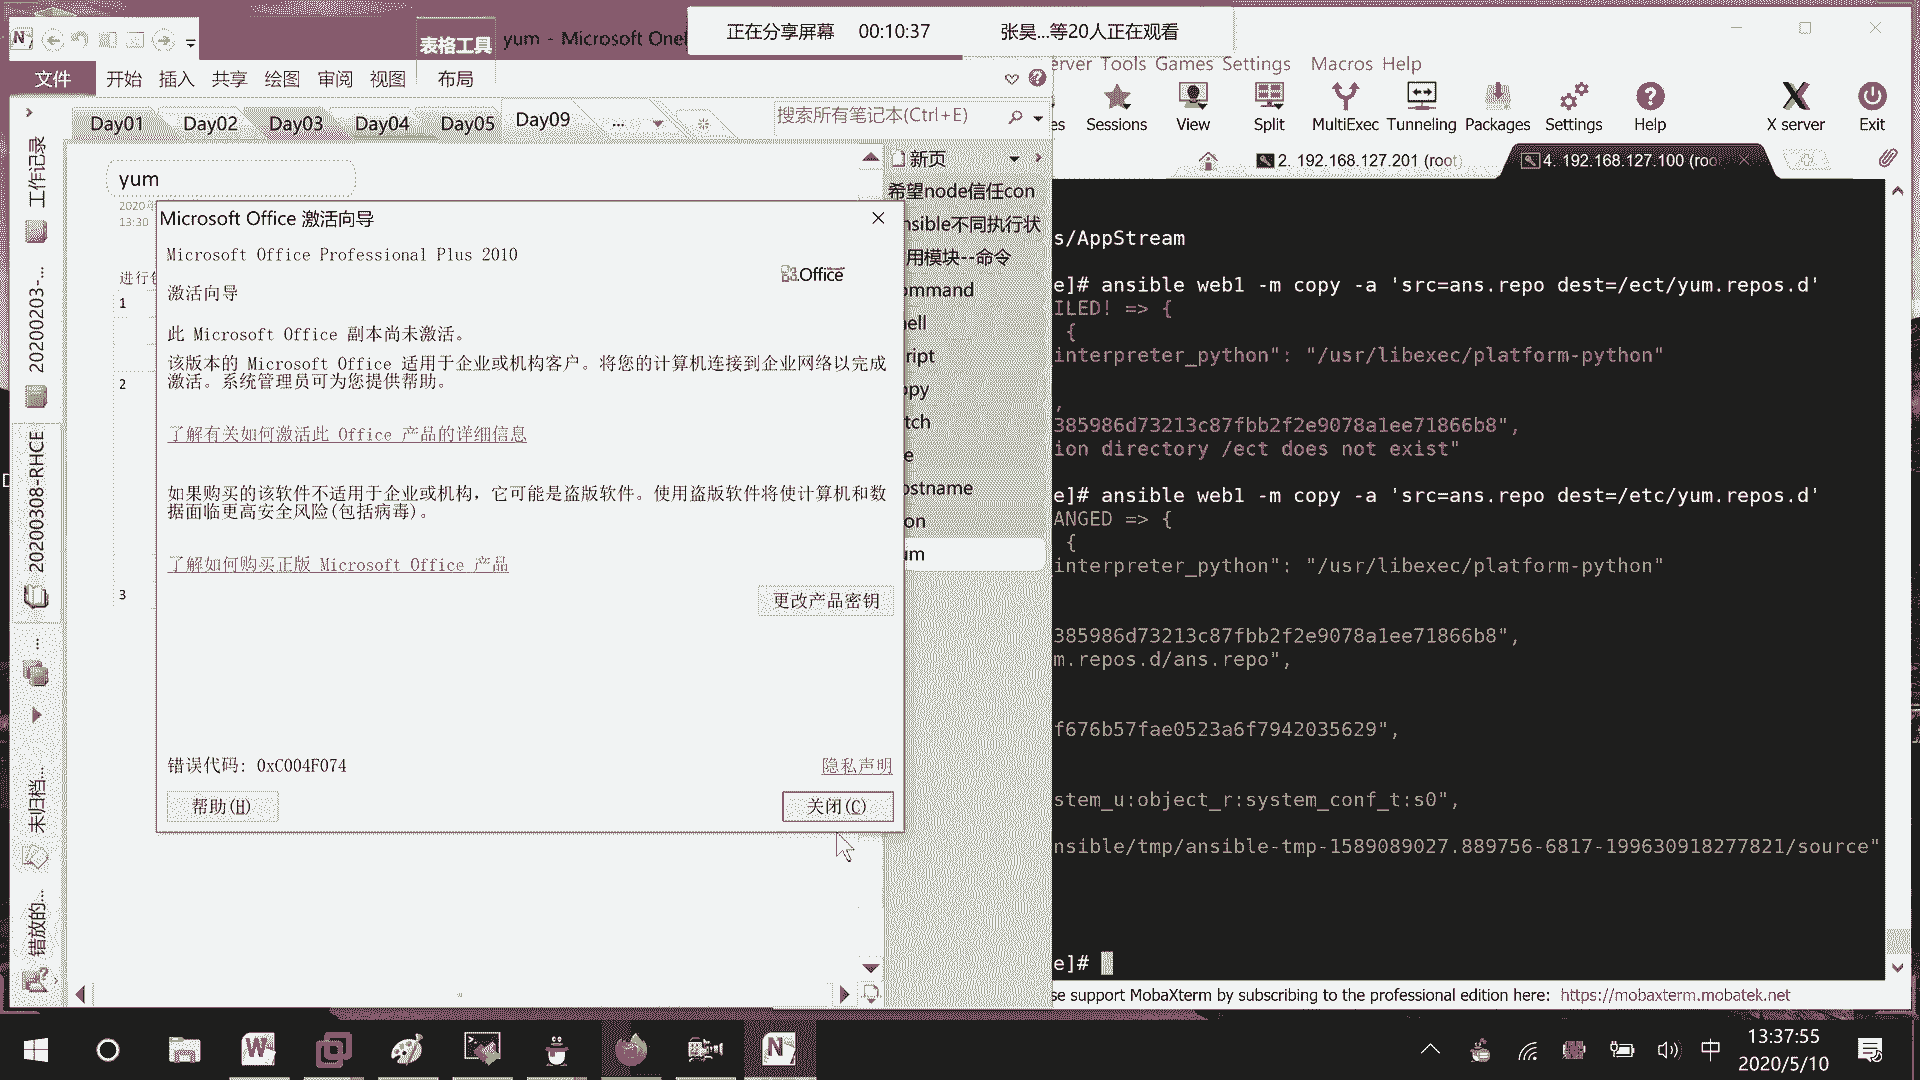 正在分享屏幕 00:10:37 张昊...等20人正在观看
表格工具 yum - Microsoft Onel
文件 开始 插入 共享 绘图 审阅 视图 布局
erver Tools Games Settings Macros Help
es Sessions View Split MultiExec Tunneling Packages Settings Help X server Exit
Day01 Day02 Day03 Day04 Day05 Day09 ... 搜索所有笔记本(Ctrl+E)
2. 192.168.127.201 (root)
4. 192.168.127.100 (roo
工作记录
20200203-...
20200308-RHCE
...
未归档...
错放的...
yum
13:30
1
2
3
新页
希望node信任con
nsible不同执行状
用模块--命令
ommand
ell
ript
py
tch
e
ostname
on
um
Microsoft Office 激活向导
Microsoft Office Professional Plus 2010
Office
激活向导
此 Microsoft Office 副本尚未激活。
该版本的 Microsoft Office 适用于企业或机构客户。将您的计算机连接到企业网络以完成
激活。系统管理员可为您提供帮助。
了解有关如何激活此 Office 产品的详细信息
如果购买的该软件不适用于企业或机构，它可能是盗版软件。使用盗版软件将使计算机和数
据面临更高安全风险(包括病毒)。
了解如何购买正版 Microsoft Office 产品
更改产品密钥
错误代码: 0xC004F074
隐私声明
帮助(H)
关闭(C)
s/AppStream
e]# ansible web1 -m copy -a 'src=ans.repo dest=/ect/yum.repos.d'
ILED! => {
{
interpreter_python": "/usr/libexec/platform-python"
,
385986d73213c87fbb2f2e9078a1ee71866b8",
ion directory /ect does not exist"
e]# ansible web1 -m copy -a 'src=ans.repo dest=/etc/yum.repos.d'
ANGED => {
{
interpreter_python": "/usr/libexec/platform-python"
385986d73213c87fbb2f2e9078a1ee71866b8",
m.repos.d/ans.repo",
f676b57fae0523a6f7942035629",
stem_u:object_r:system_conf_t:s0",
nsible/tmp/ansible-tmp-1589089027.889756-6817-199630918277821/source"
e]#
se support MobaXterm by subscribing to the professional edition here: https://mobaxterm.mobatek.net
中
13:37:55
2020/5/10